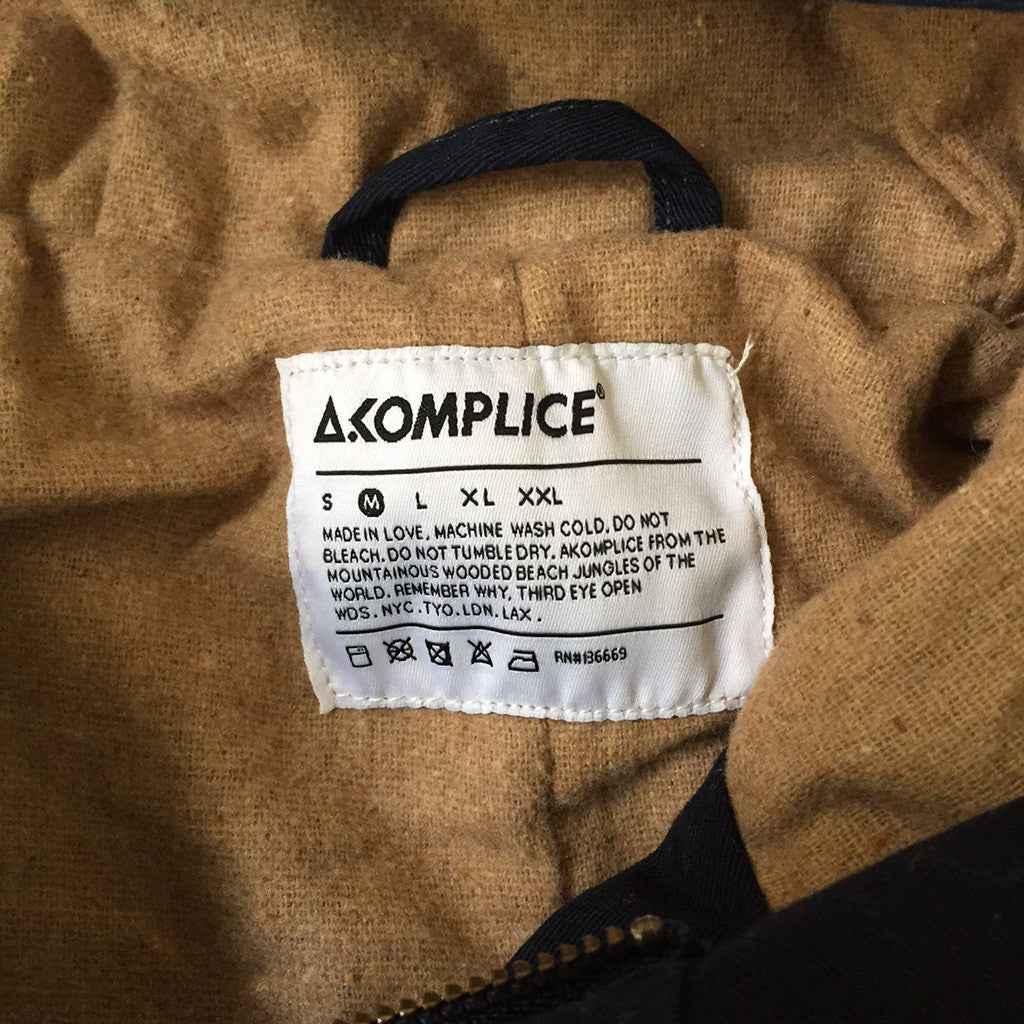 AKOMPLICE®
S M L XL XXL
MADE IN LOVE. MACHINE WASH COLD. DO NOT
BLEACH. DO NOT TUMBLE DRY. AKOMPLICE FROM THE
MOUNTAINOUS WOODED BEACH JUNGLES OF THE
WORLD. REMEMBER WHY. THIRD EYE OPEN
WDS. NYC. TYO. LDN. LAX.
RN#136669